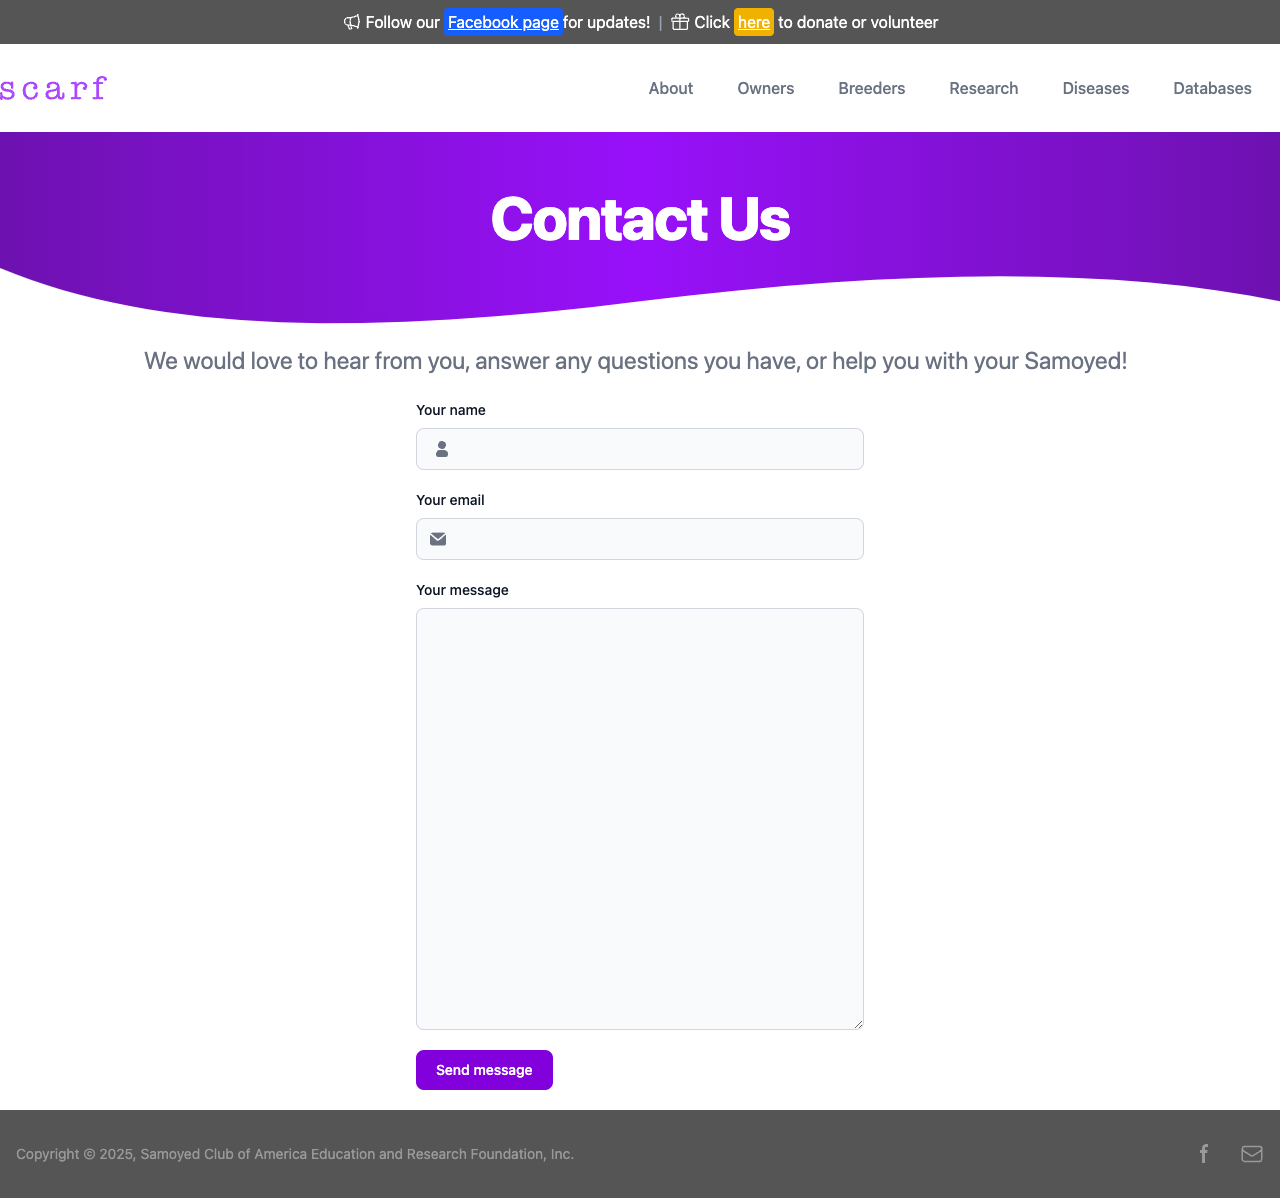 Follow our Facebook page for updates! | Click here to donate or volunteer
scarf
About Owners Breeders Research Diseases Databases
Contact Us
We would love to hear from you, answer any questions you have, or help you with your Samoyed!
Your name
Your email
Your message
Send message
Copyright © 2025, Samoyed Club of America Education and Research Foundation, Inc.